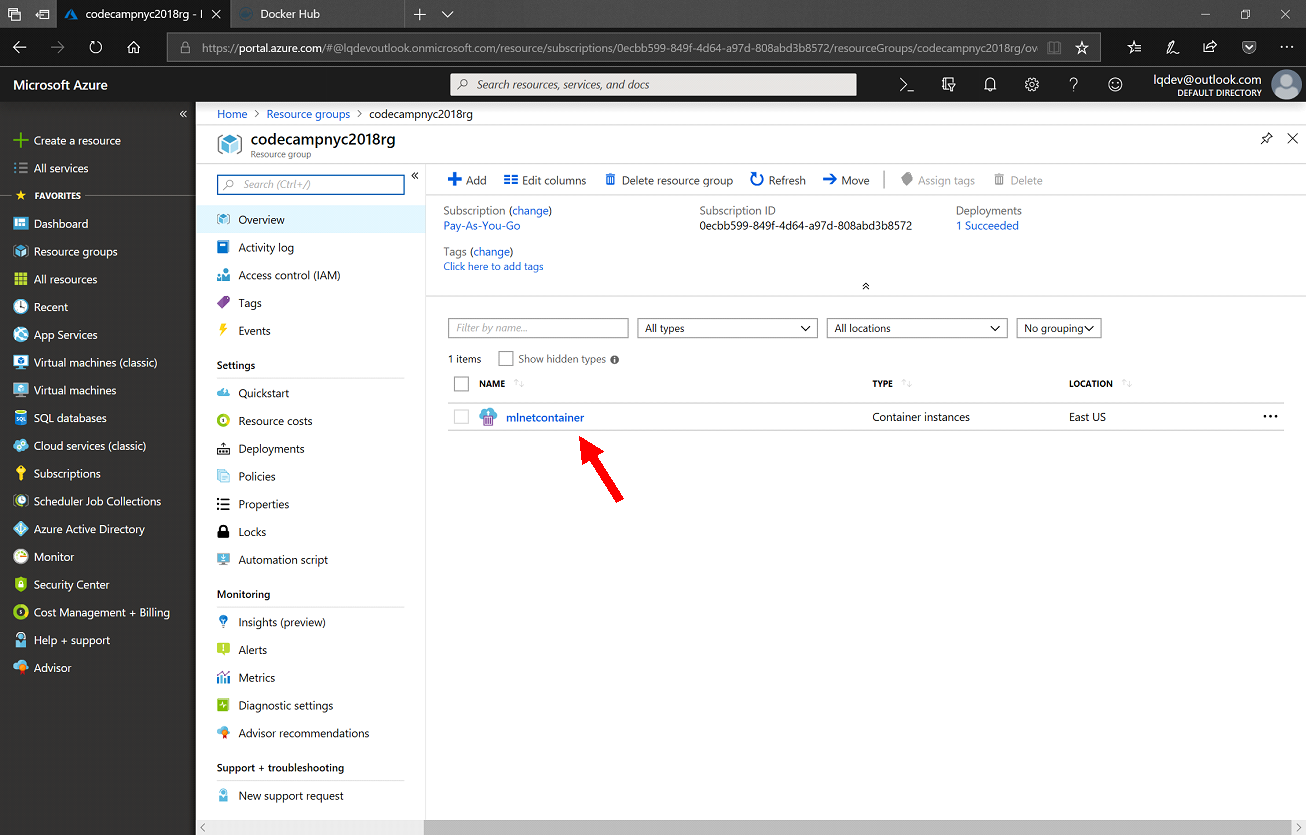 codecampnyc2018rg -
Docker Hub
https://portal.azure.com/#@lqdevoutlook.onmicrosoft.com/resource/subscriptions/0ecbb599-849f-4d64-a97d-808abd3b8572/resourceGroups/codecampnyc2018rg/ov
Microsoft Azure
Search resources, services, and docs
lqdev@outlook.com
DEFAULT DIRECTORY
Create a resource
All services
FAVORITES
Dashboard
Resource groups
All resources
Recent
App Services
Virtual machines (classic)
Virtual machines
SQL databases
Cloud services (classic)
Subscriptions
Scheduler Job Collections
Azure Active Directory
Monitor
Security Center
Cost Management + Billing
Help + support
Advisor
Home > Resource groups > codecampnyc2018rg
codecampnyc2018rg
Resource group
Search (Ctrl+/)
Overview
Activity log
Access control (IAM)
Tags
Events
Settings
Quickstart
Resource costs
Deployments
Policies
Properties
Locks
Automation script
Monitoring
Insights (preview)
Alerts
Metrics
Diagnostic settings
Advisor recommendations
Support + troubleshooting
New support request
Add Edit columns Delete resource group Refresh Move Assign tags Delete
Subscription (change) Subscription ID Deployments
Pay-As-You-Go 0ecbb599-849f-4d64-a97d-808abd3b8572 1 Succeeded
Tags (change)
Click here to add tags
Filter by name... All types All locations No grouping
1 items Show hidden types
NAME TYPE LOCATION
mlnetcontainer Container instances East US